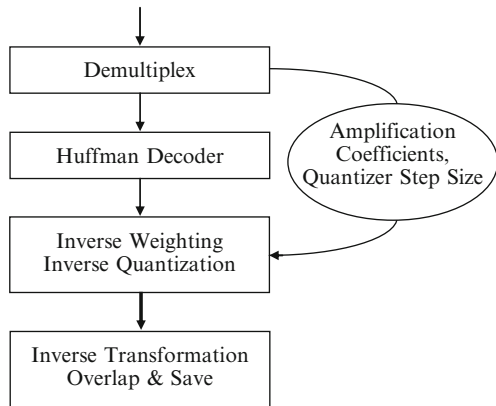 Demultiplex
Amplification
Coefficients,
Quantizer Step Size
Huffman Decoder
Inverse Weighting
Inverse Quantization
Inverse Transformation
Overlap & Save